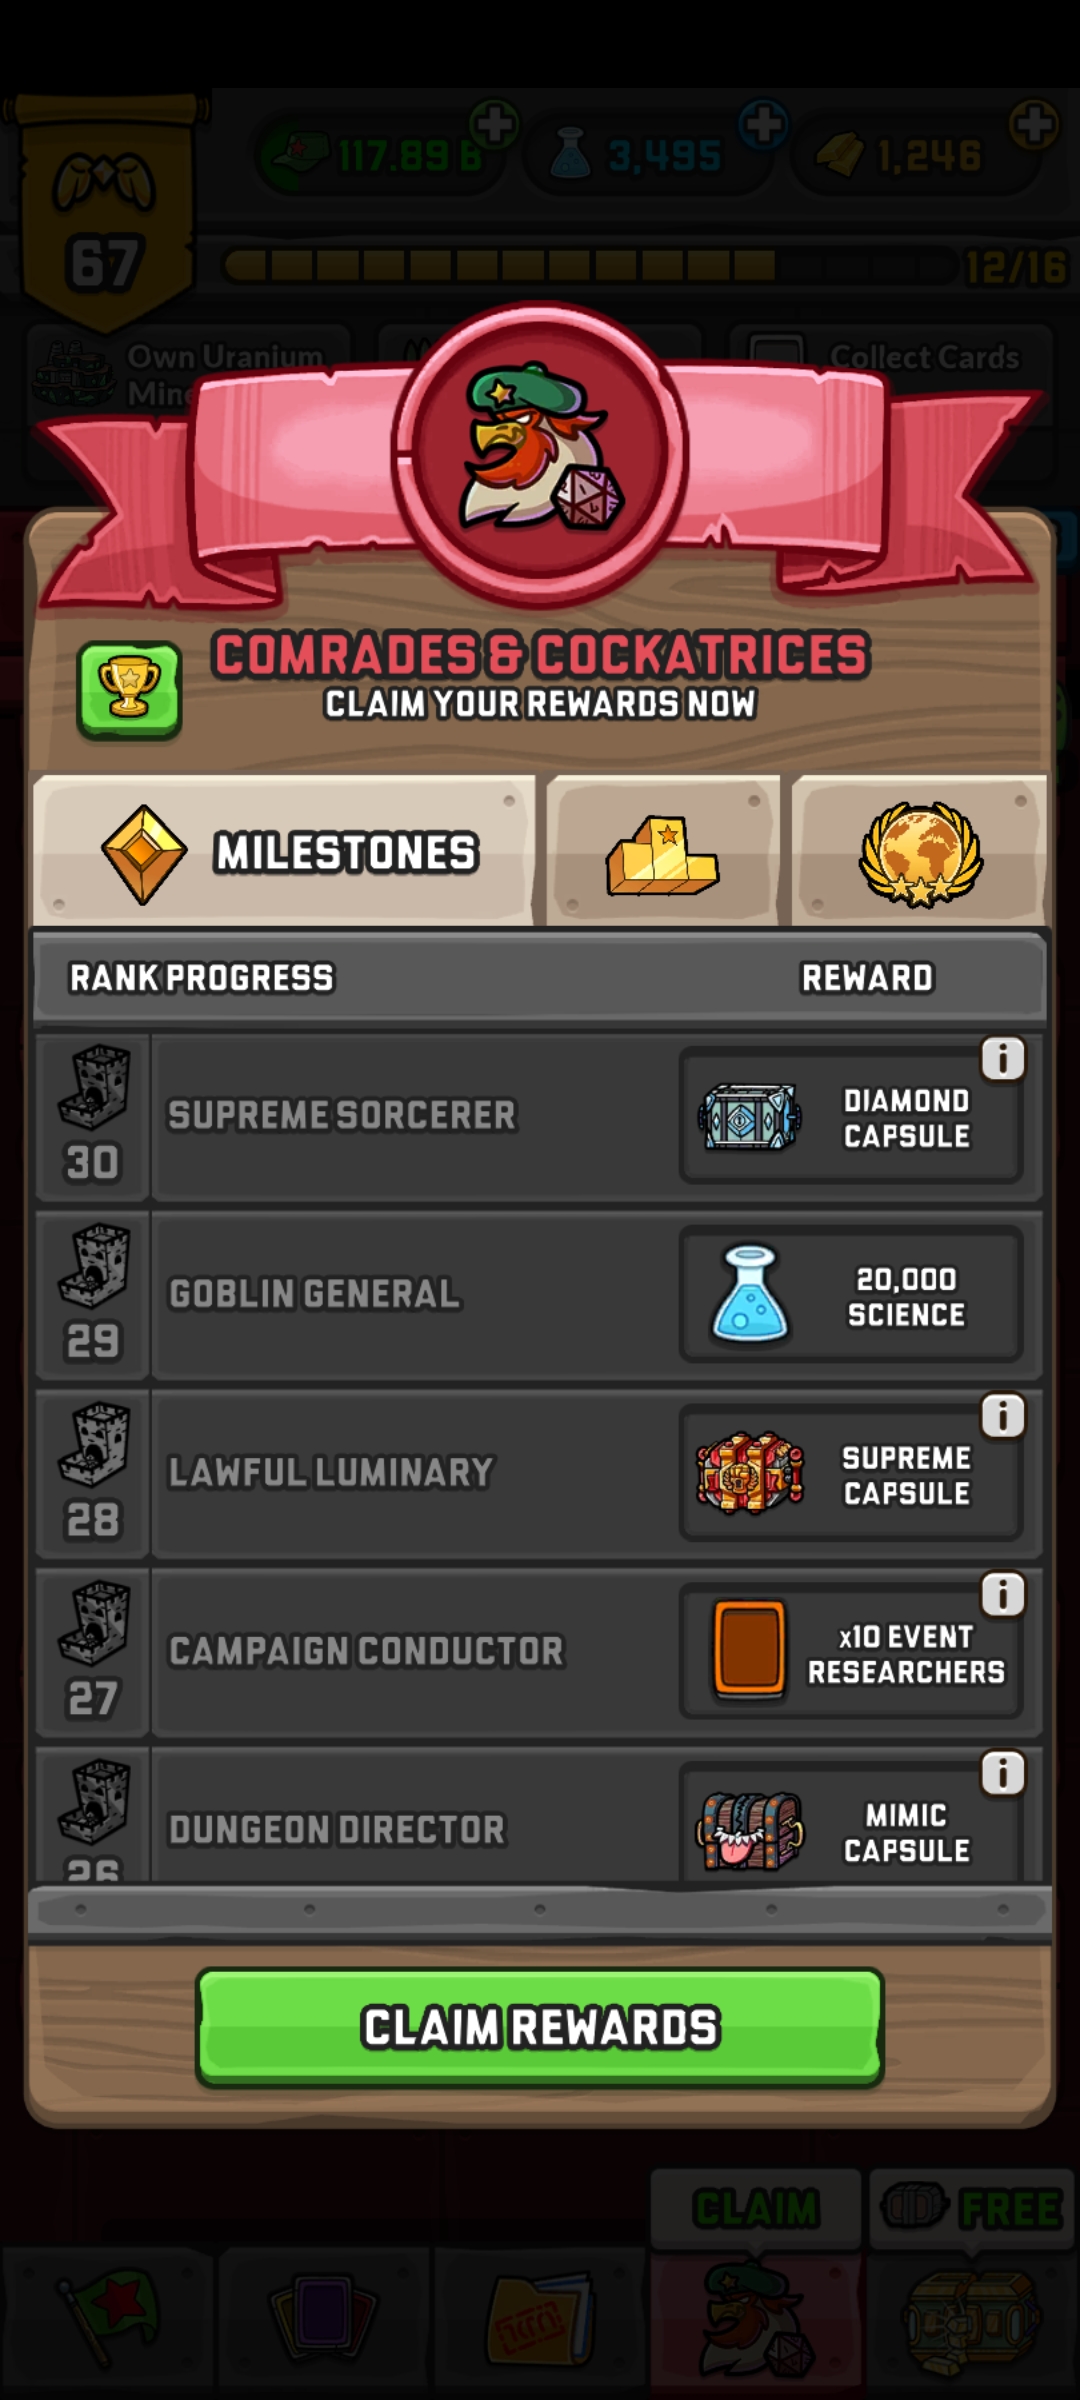 117.89 B
3,495
1,246
67
12/16
Own Uranium
Mine
Collect Cards
COMRADES & COCKATRICES
CLAIM YOUR REWARDS NOW
MILESTONES
RANK PROGRESS
REWARD
30
SUPREME SORCERER
DIAMOND
CAPSULE
i
29
GOBLIN GENERAL
20,000
SCIENCE
28
LAWFUL LUMINARY
SUPREME
CAPSULE
i
27
CAMPAIGN CONDUCTOR
x10 EVENT
RESEARCHERS
i
26
DUNGEON DIRECTOR
MIMIC
CAPSULE
i
CLAIM REWARDS
CLAIM
FREE